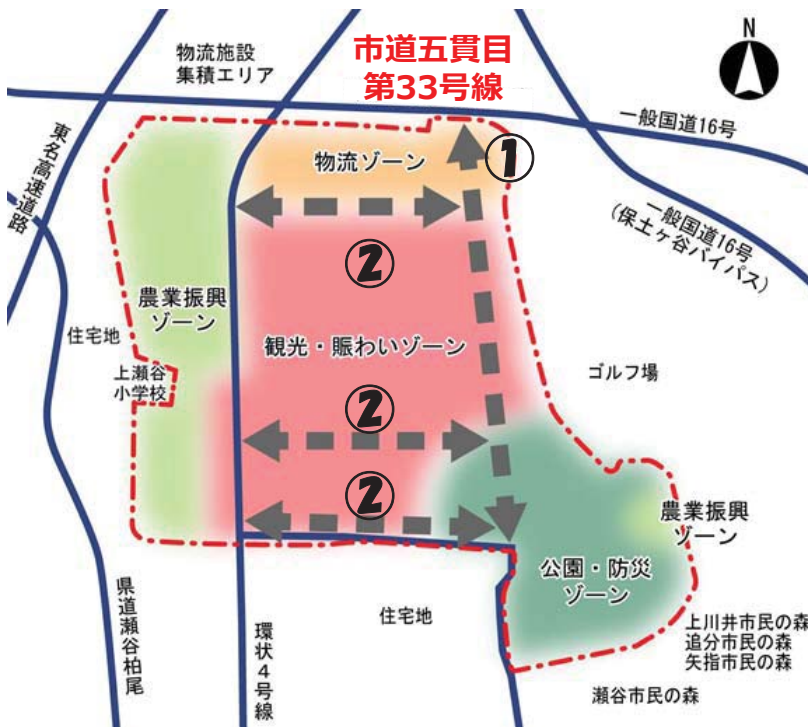 物流施設
集積エリア
市道五貫目
第33号線
N
東名高速道路
一般国道16号
物流ゾーン
①
一般国道16号
(保土ヶ谷バイパス)
②
農業振興
ゾーン
住宅地
観光・賑わいゾーン
上瀬谷
小学校
ゴルフ場
②
②
農業振興
ゾーン
公園・防災
ゾーン
県道瀬谷柏尾
環状4号線
住宅地
上川井市民の森
追分市民の森
矢指市民の森
瀬谷市民の森